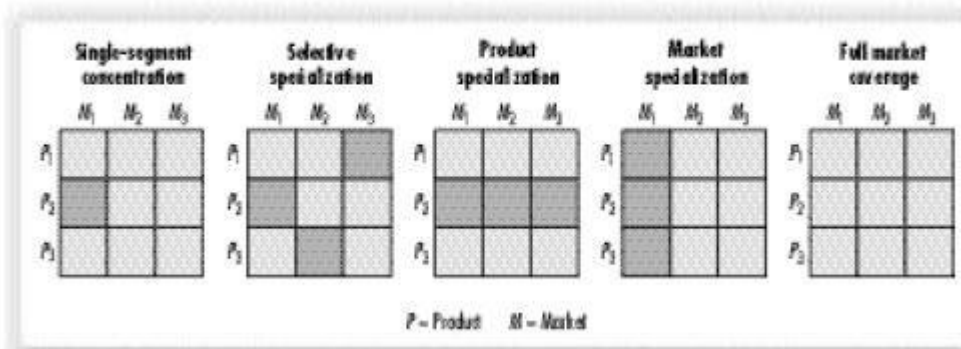 Single-segment concentration
Selective specialization
Product specialization
Market specialization
Full market coverage
M₁ M₂ M₃
M₁ M₂ M₃
M₁ M₂ M₃
M₁ M₂ M₃
M₁ M₂ M₃
P₁ P₁ P₁ P₁ P₁
P₂ P₂ P₂ P₂ P₂
P₃ P₃ P₃ P₃ P₃
P = Product M = Market